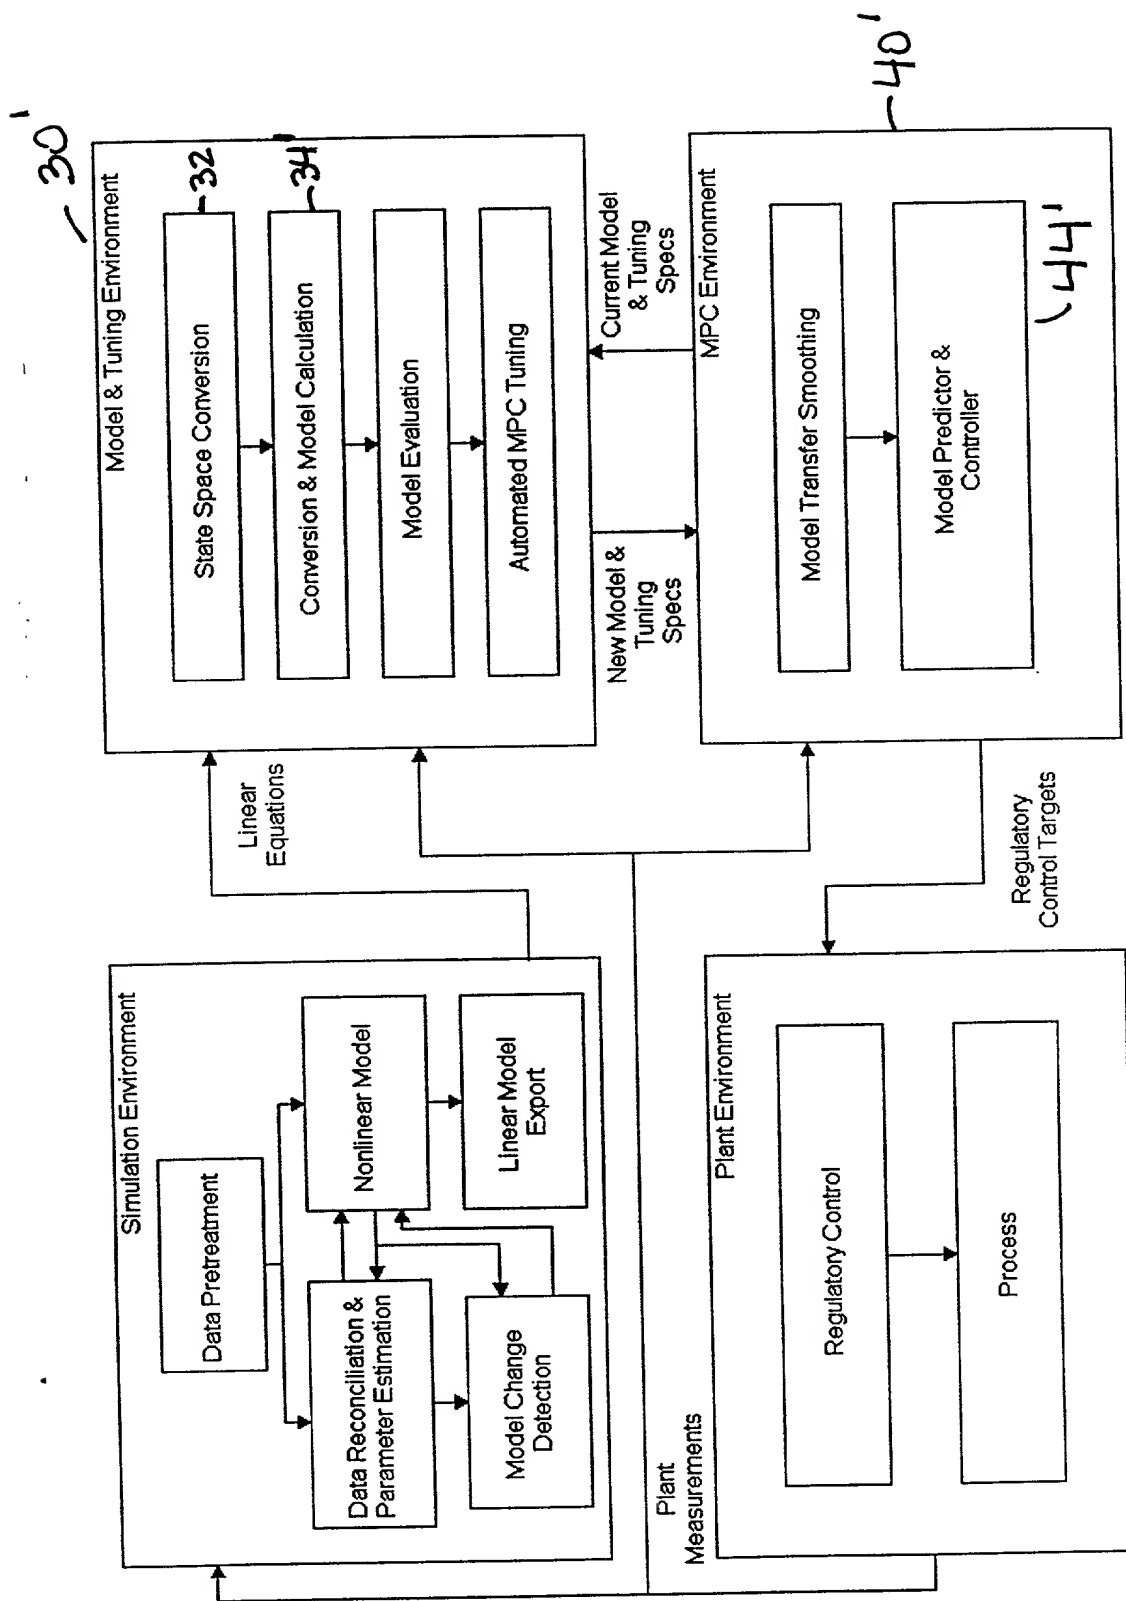 Simulation Environment
Data Pretreatment
Data Reconciliation &
Parameter Estimation
Nonlinear Model
Model Change
Detection
Linear Model
Export
Linear
Equations
30'
Model & Tuning Environment
State Space Conversion
32
Conversion & Model Calculation
34'
Model Evaluation
Automated MPC Tuning
New Model &
Tuning
Specs
Current Model
& Tuning
Specs
Plant
Measurements
Plant Environment
Regulatory Control
Process
Regulatory
Control Targets
40'
MPC Environment
Model Transfer Smoothing
Model Predictor &
Controller
44'